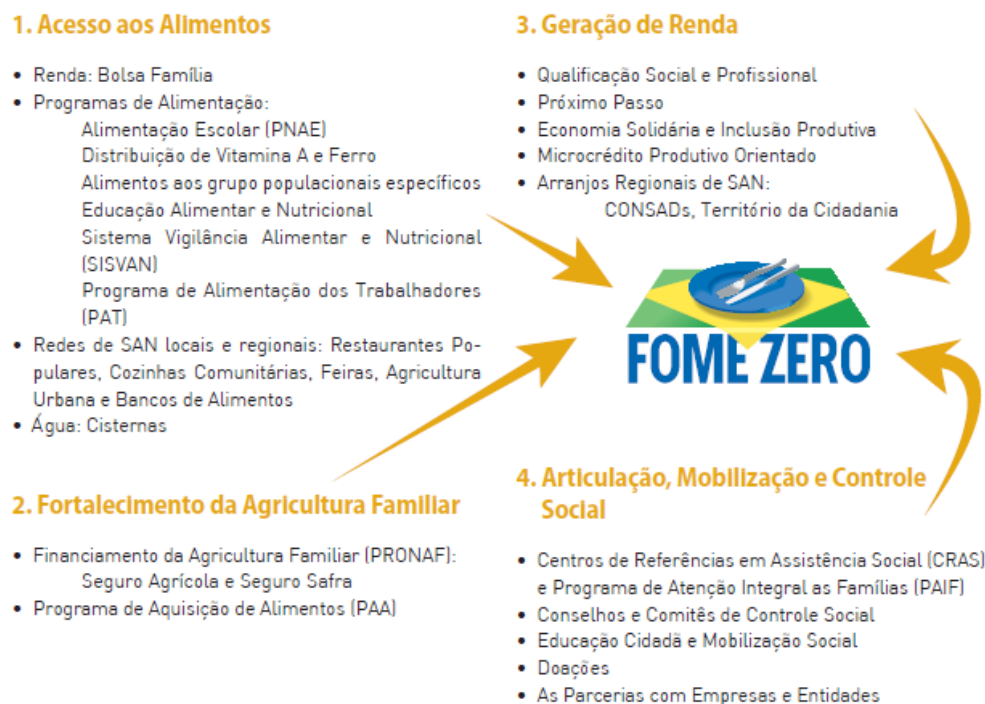 1. Acesso aos Alimentos
• Renda: Bolsa Família
• Programas de Alimentação:
Alimentação Escolar (PNAE)
Distribuição de Vitamina A e Ferro
Alimentos aos grupo populacionais específicos
Educação Alimentar e Nutricional
Sistema Vigilância Alimentar e Nutricional
(SISVAN)
Programa de Alimentação dos Trabalhadores
(PAT)
• Redes de SAN locais e regionais: Restaurantes Po-
pulares, Cozinhas Comunitárias, Feiras, Agricultura
Urbana e Bancos de Alimentos
• Água: Cisternas
2. Fortalecimento da Agricultura Familiar
• Financiamento da Agricultura Familiar (PRONAF):
Seguro Agrícola e Seguro Safra
• Programa de Aquisição de Alimentos (PAA)
3. Geração de Renda
• Qualificação Social e Profissional
• Próximo Passo
• Economia Solidária e Inclusão Produtiva
• Microcrédito Produtivo Orientado
• Arranjos Regionais de SAN:
CONSADs, Território da Cidadania
FOME ZERO
4. Articulação, Mobilização e Controle
Social
• Centros de Referências em Assistência Social (CRAS)
e Programa de Atenção Integral as Famílias (PAIF)
• Conselhos e Comitês de Controle Social
• Educação Cidadã e Mobilização Social
• Doações
• As Parcerias com Empresas e Entidades